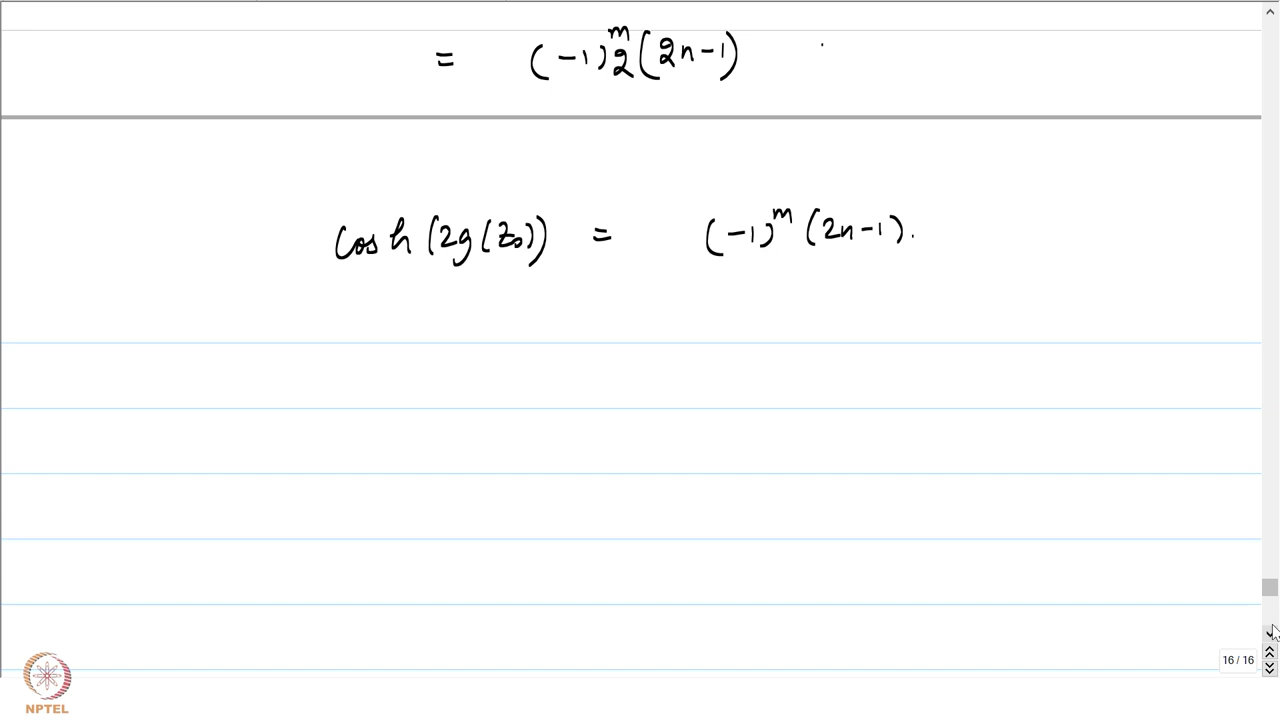 = (-1)^m 2(2n-1)
cosh(2g(z₀)) = (-1)^m (2n-1).
16 / 16
NPTEL